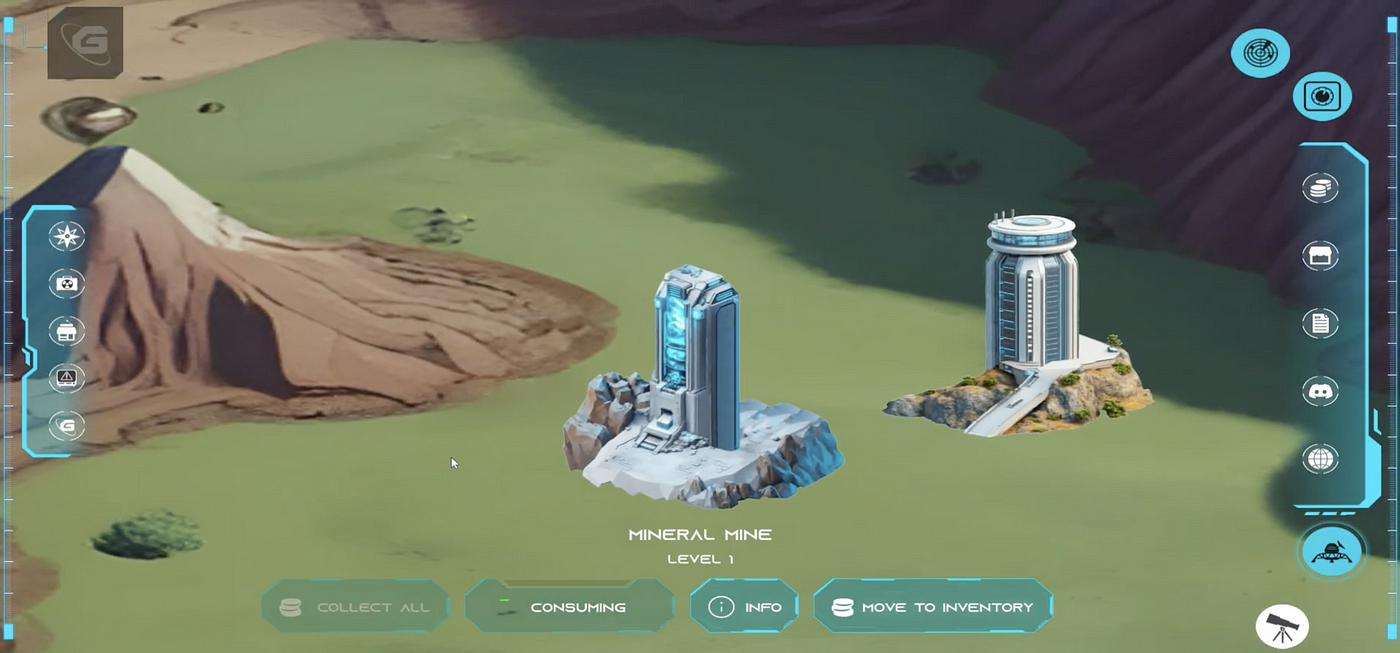 G
MINERAL MINE
LEVEL 1
COLLECT ALL
CONSUMING
INFO
MOVE TO INVENTORY